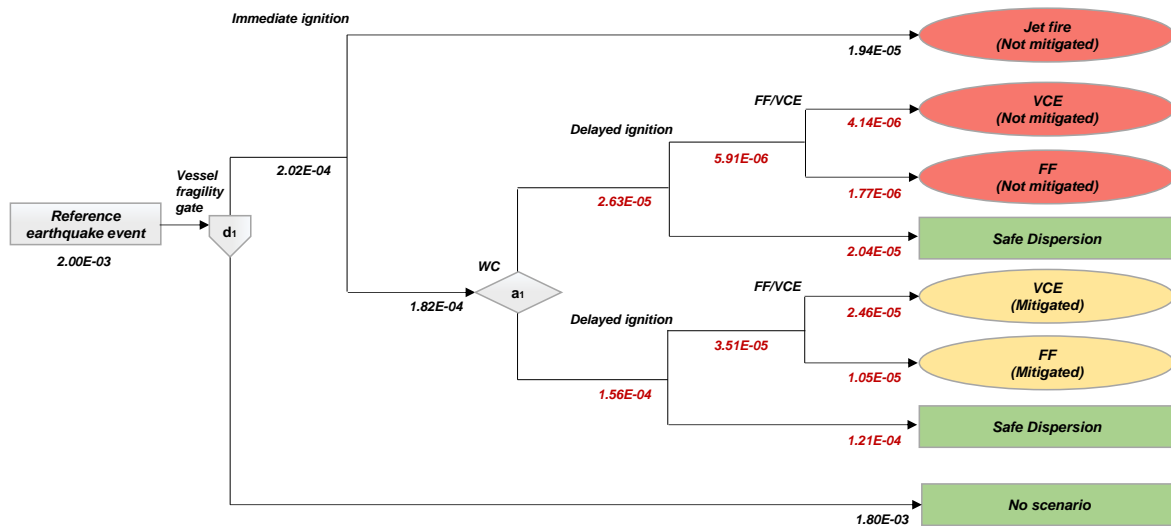 Immediate ignition
Jet fire
(Not mitigated)
1.94E-05
FF/VCE
VCE
(Not mitigated)
4.14E-06
Delayed ignition
5.91E-06
FF
(Not mitigated)
1.77E-06
Vessel
fragility
gate
2.02E-04
2.63E-05
Reference
earthquake event
2.00E-03
d1
Safe Dispersion
2.04E-05
WC
a1
1.82E-04
FF/VCE
VCE
(Mitigated)
2.46E-05
Delayed ignition
3.51E-05
FF
(Mitigated)
1.05E-05
1.56E-04
Safe Dispersion
1.21E-04
No scenario
1.80E-03